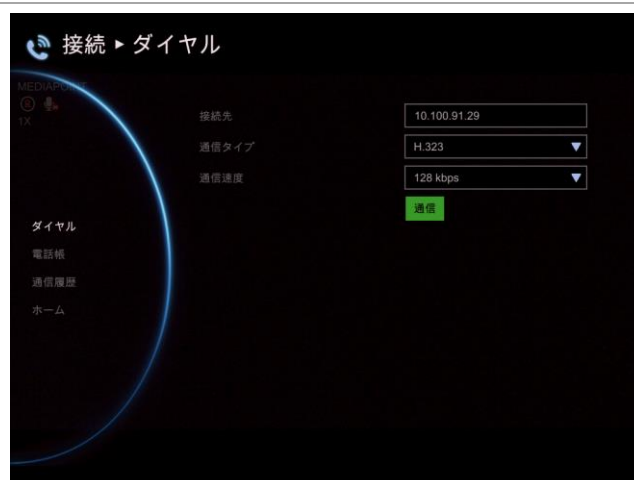 接続 ▸ ダイヤル
MEDIAPORT
1X
接続先 10.100.91.29
通信タイプ H.323
通信速度 128 kbps
通信
ダイヤル
電話帳
通信履歴
ホーム